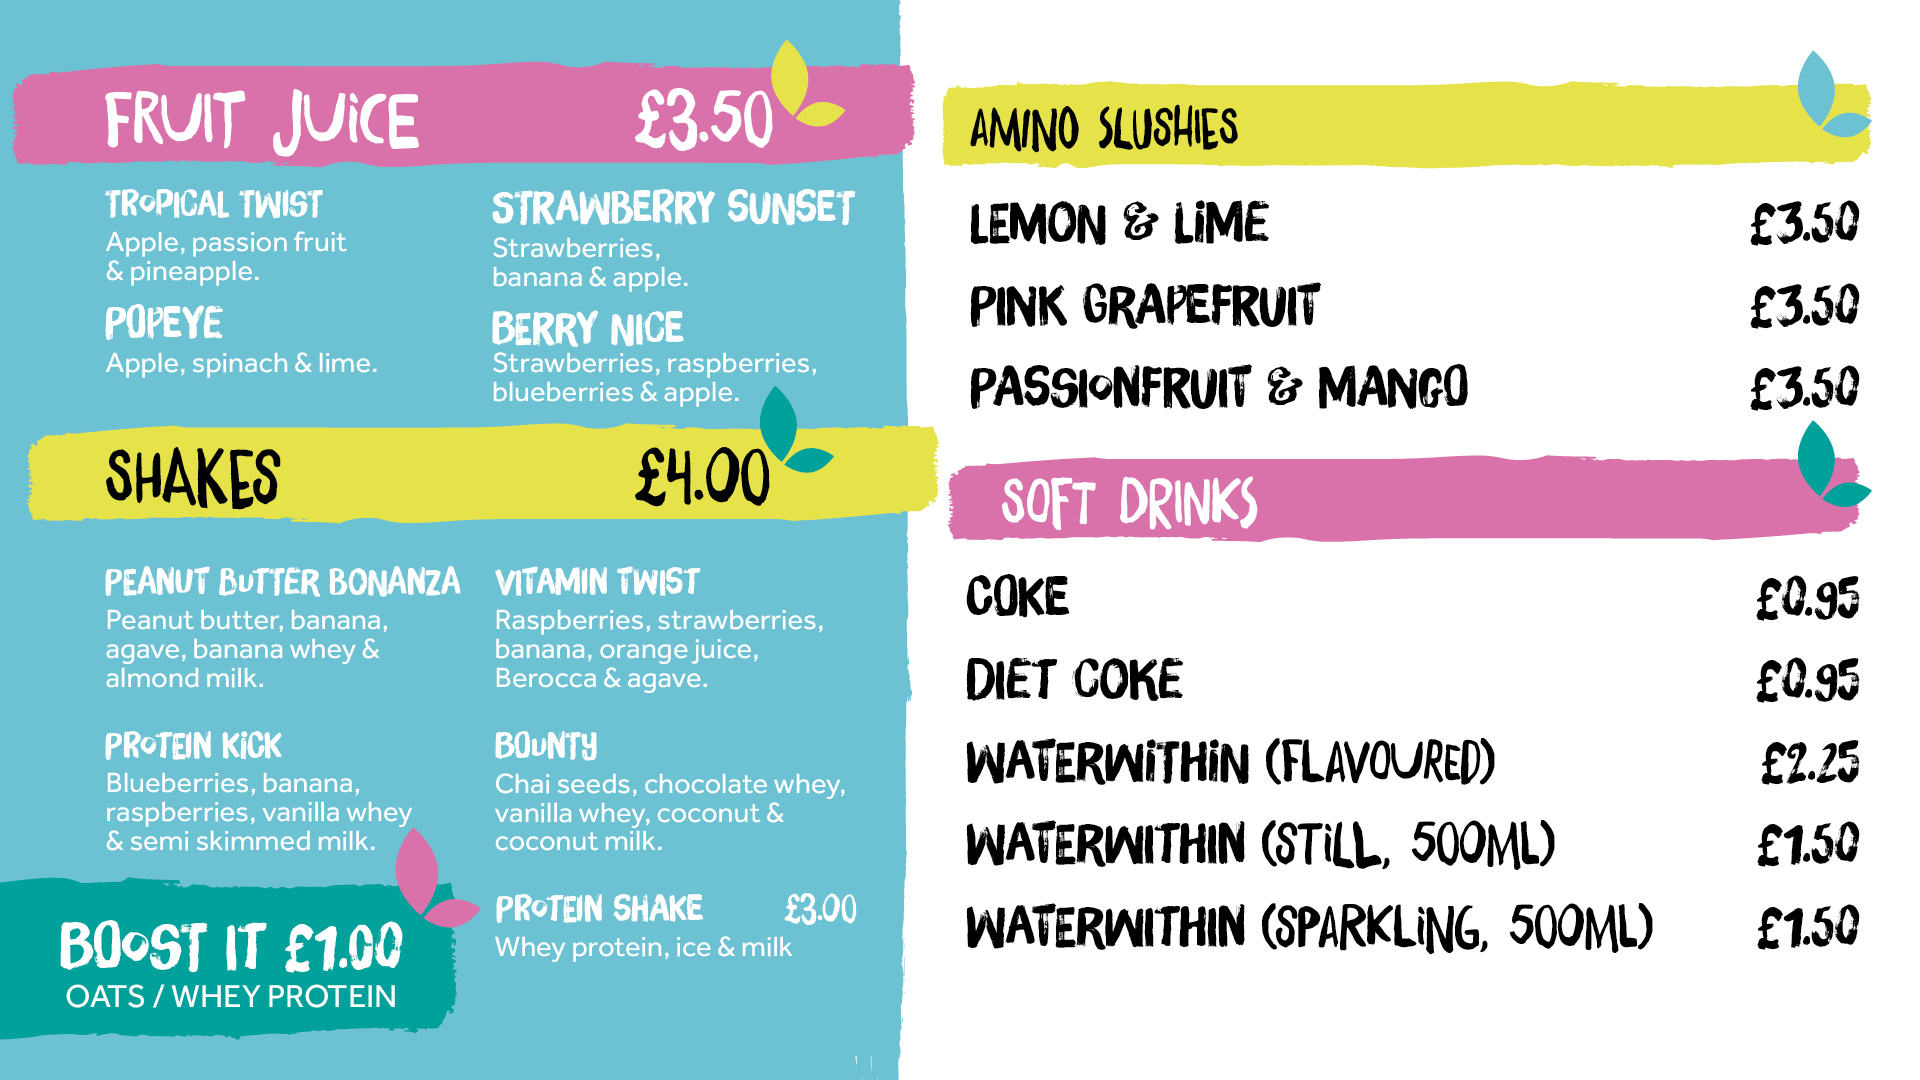 FRUIT JUICE £3.50
TROPICAL TWIST
Apple, passion fruit
& pineapple.
POPEYE
Apple, spinach & lime.
STRAWBERRY SUNSET
Strawberries,
banana & apple.
BERRY NICE
Strawberries, raspberries,
blueberries & apple.
SHAKES £4.00
PEANUT BUTTER BONANZA
Peanut butter, banana,
agave, banana whey &
almond milk.
PROTEIN KICK
Blueberries, banana,
raspberries, vanilla whey
& semi skimmed milk.
VITAMIN TWIST
Raspberries, strawberries,
banana, orange juice,
Berocca & agave.
BOUNTY
Chai seeds, chocolate whey,
vanilla whey, coconut &
coconut milk.
PROTEIN SHAKE £3.00
Whey protein, ice & milk
BOOST IT £1.00
OATS / WHEY PROTEIN
AMINO SLUSHIES
LEMON & LIME £3.50
PINK GRAPEFRUIT £3.50
PASSIONFRUIT & MANGO £3.50
SOFT DRINKS
COKE £0.95
DIET COKE £0.95
WATERWITHIN (FLAVOURED) £2.25
WATERWITHIN (STILL, 500ML) £1.50
WATERWITHIN (SPARKLING, 500ML) £1.50